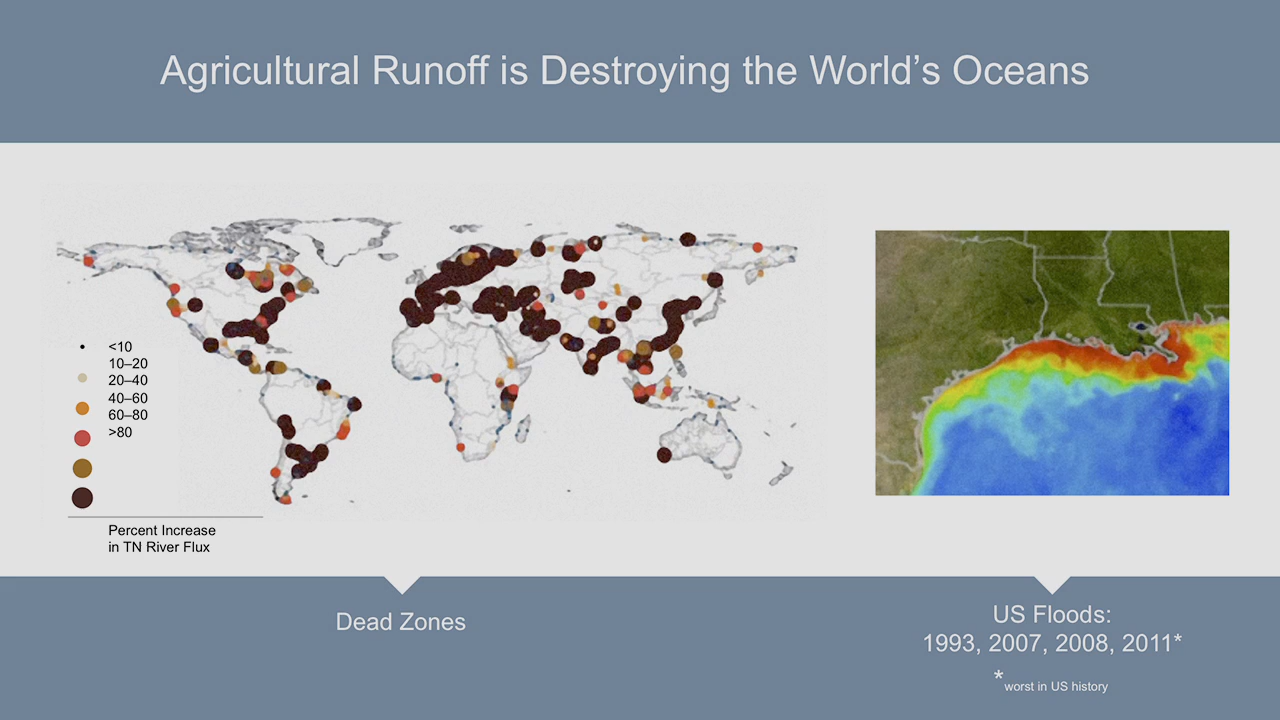 Agricultural Runoff is Destroying the World’s Oceans
<10
10–20
20–40
40–60
60–80
>80
Percent Increase
in TN River Flux
Dead Zones
US Floods:
1993, 2007, 2008, 2011*
*worst in US history